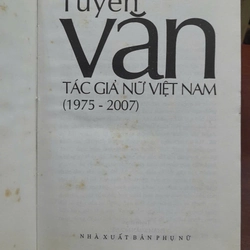 Tuyển
văn
TÁC GIẢ NỮ VIỆT NAM
(1975 - 2007)
NHÀ XUẤT BẢN PHỤ NỮ